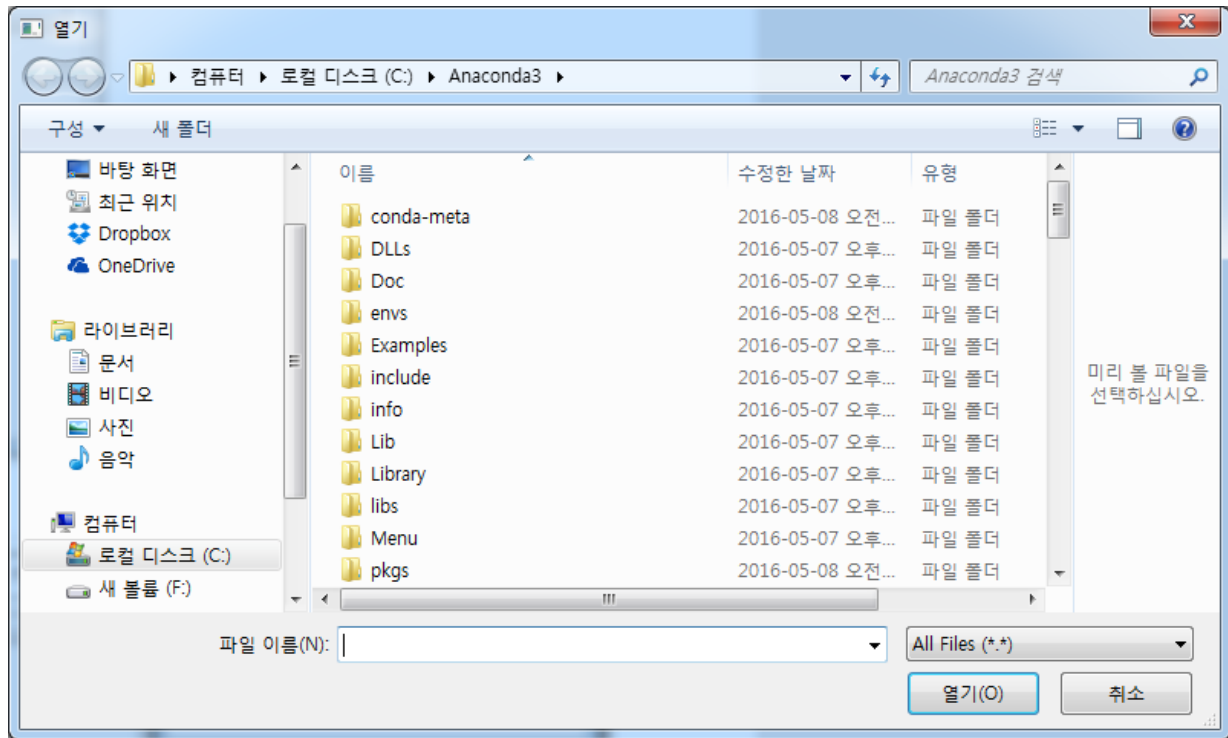 열기
컴퓨터 ▸ 로컬 디스크 (C:) ▸ Anaconda3 ▸
Anaconda3 검색
구성 새 폴더
바탕 화면
최근 위치
Dropbox
OneDrive
라이브러리
문서
비디오
사진
음악
컴퓨터
로컬 디스크 (C:)
새 볼륨 (F:)
이름 수정한 날짜 유형
conda-meta 2016-05-08 오전... 파일 폴더
DLLs 2016-05-07 오후... 파일 폴더
Doc 2016-05-07 오후... 파일 폴더
envs 2016-05-08 오전... 파일 폴더
Examples 2016-05-07 오후... 파일 폴더
include 2016-05-07 오후... 파일 폴더
info 2016-05-07 오후... 파일 폴더
Lib 2016-05-07 오후... 파일 폴더
Library 2016-05-07 오후... 파일 폴더
libs 2016-05-07 오후... 파일 폴더
Menu 2016-05-07 오후... 파일 폴더
pkgs 2016-05-08 오전... 파일 폴더
미리 볼 파일을
선택하십시오.
파일 이름(N):
All Files (*.*)
열기(O) 취소